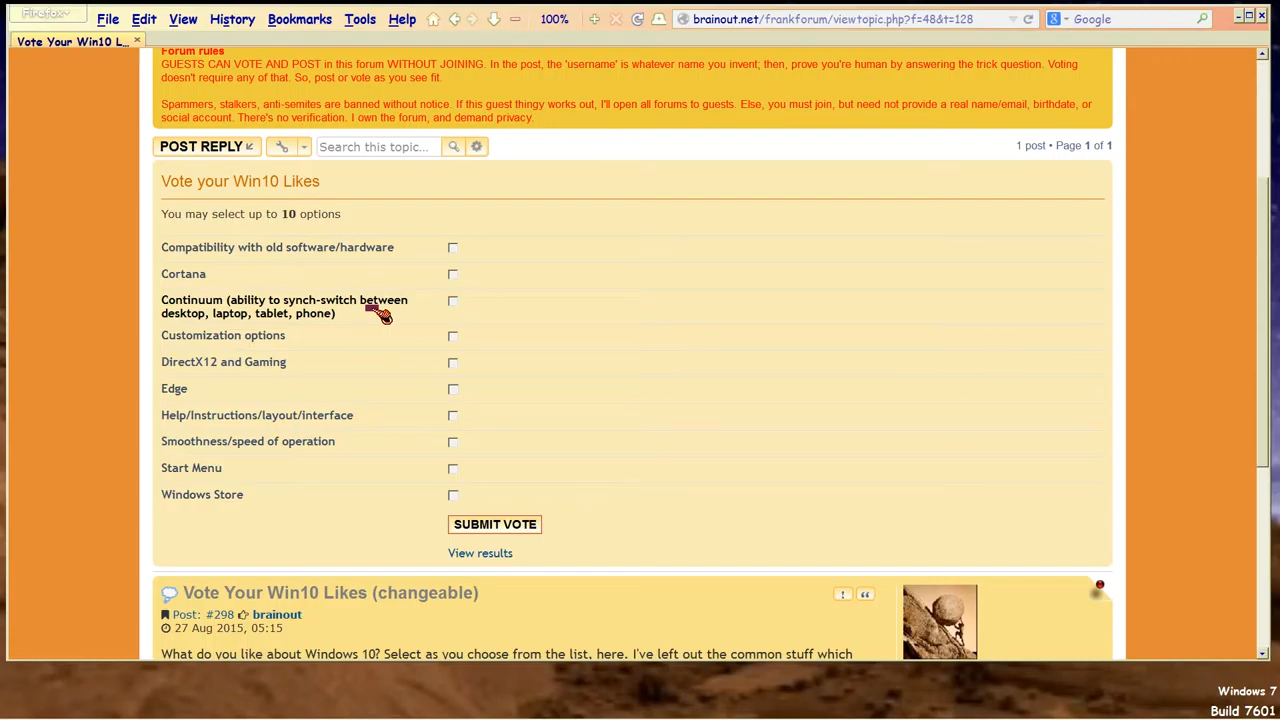 Firefox
File Edit View History Bookmarks Tools Help 100% brainout.net/frankforum/viewtopic.php?f=48&t=128 Google
Vote Your Win10 L...
Forum rules
GUESTS CAN VOTE AND POST in this forum WITHOUT JOINING. In the post, the 'username' is whatever name you invent; then, prove you're human by answering the trick question. Voting
doesn't require any of that. So, post or vote as you see fit.
Spammers, stalkers, anti-semites are banned without notice. If this guest thingy works out, I'll open all forums to guests. Else, you must join, but need not provide a real name/email, birthdate, or
social account. There's no verification. I own the forum, and demand privacy.
POST REPLY Search this topic... 1 post • Page 1 of 1
Vote your Win10 Likes
You may select up to 10 options
Compatibility with old software/hardware
Cortana
Continuum (ability to synch-switch between
desktop, laptop, tablet, phone)
Customization options
DirectX12 and Gaming
Edge
Help/Instructions/layout/interface
Smoothness/speed of operation
Start Menu
Windows Store
SUBMIT VOTE
View results
Vote Your Win10 Likes (changeable)
Post: #298 brainout
27 Aug 2015, 05:15
What do you like about Windows 10? Select as you choose from the list, here. I've left out the common stuff which
Windows 7
Build 7601